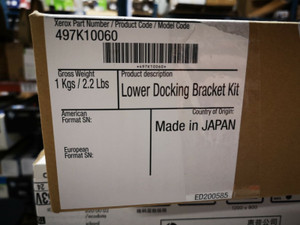 Xerox Part Number / Product Code / Model Code
497K10060
*497K10060*
Gross Weight
1 Kgs / 2.2 Lbs
Product description
Lower Docking Bracket Kit
American
Format SN:
Country of Origin:
Made in JAPAN
European
Format SN:
ED200585